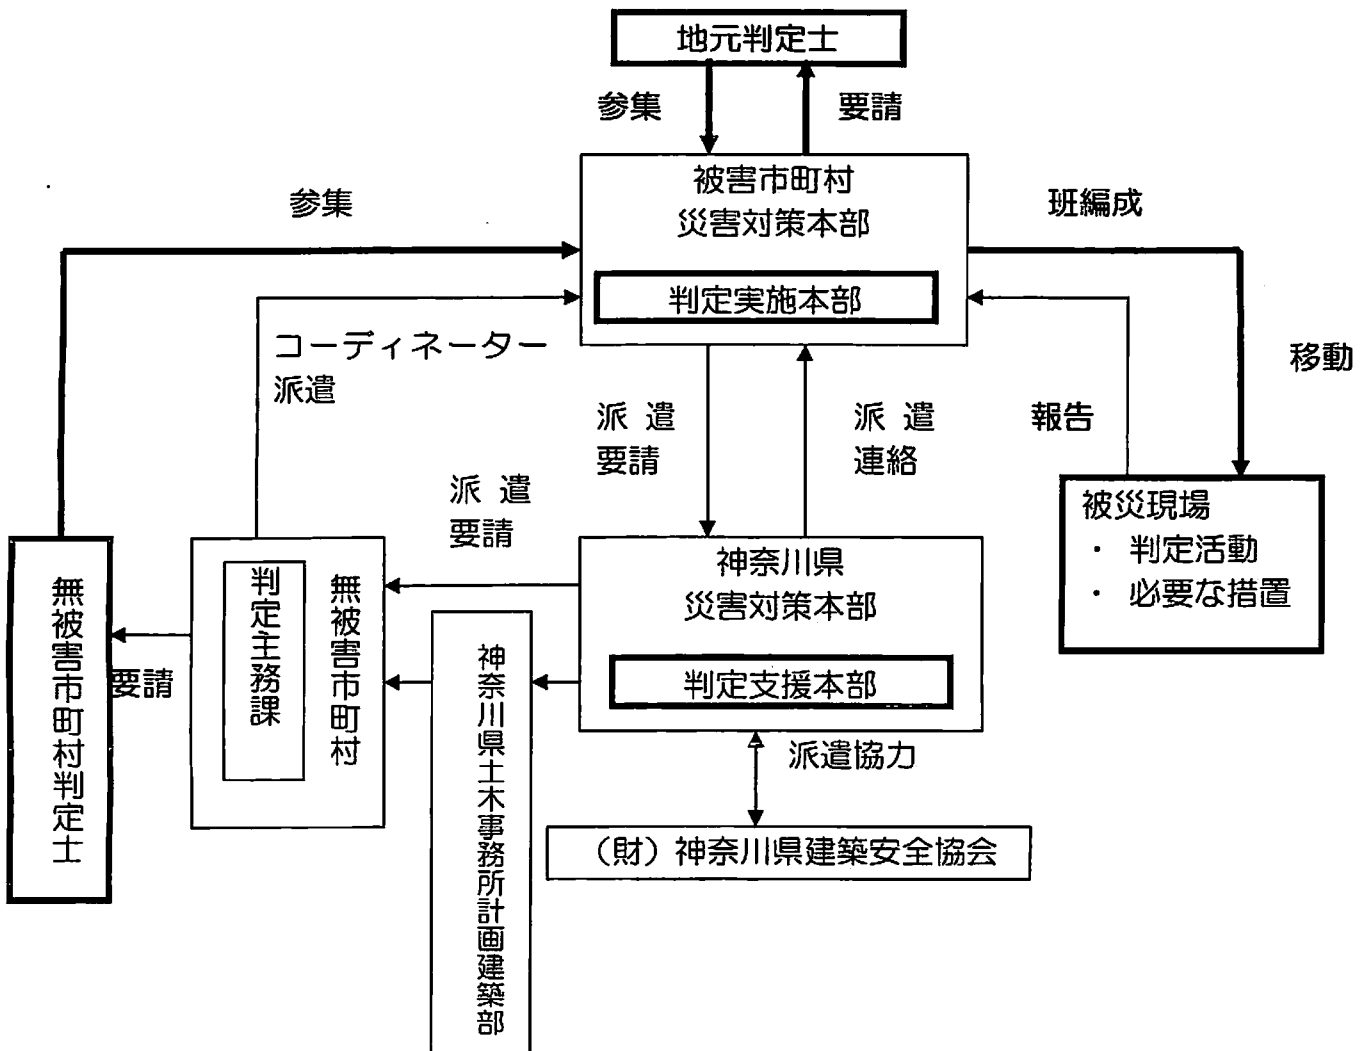 地元判定士
参集
要請
被害市町村
災害対策本部
判定実施本部
参集
班編成
コーディネーター
派遣
移動
派 遣
要請
派 遣
連絡
報告
派 遣
要請
被災現場
・ 判定活動
・ 必要な措置
無被害市町村判定士
要請
判定主務課
無被害市町村
神奈川県土木事務所計画建築部
神奈川県
災害対策本部
判定支援本部
派遣協力
（財）神奈川県建築安全協会